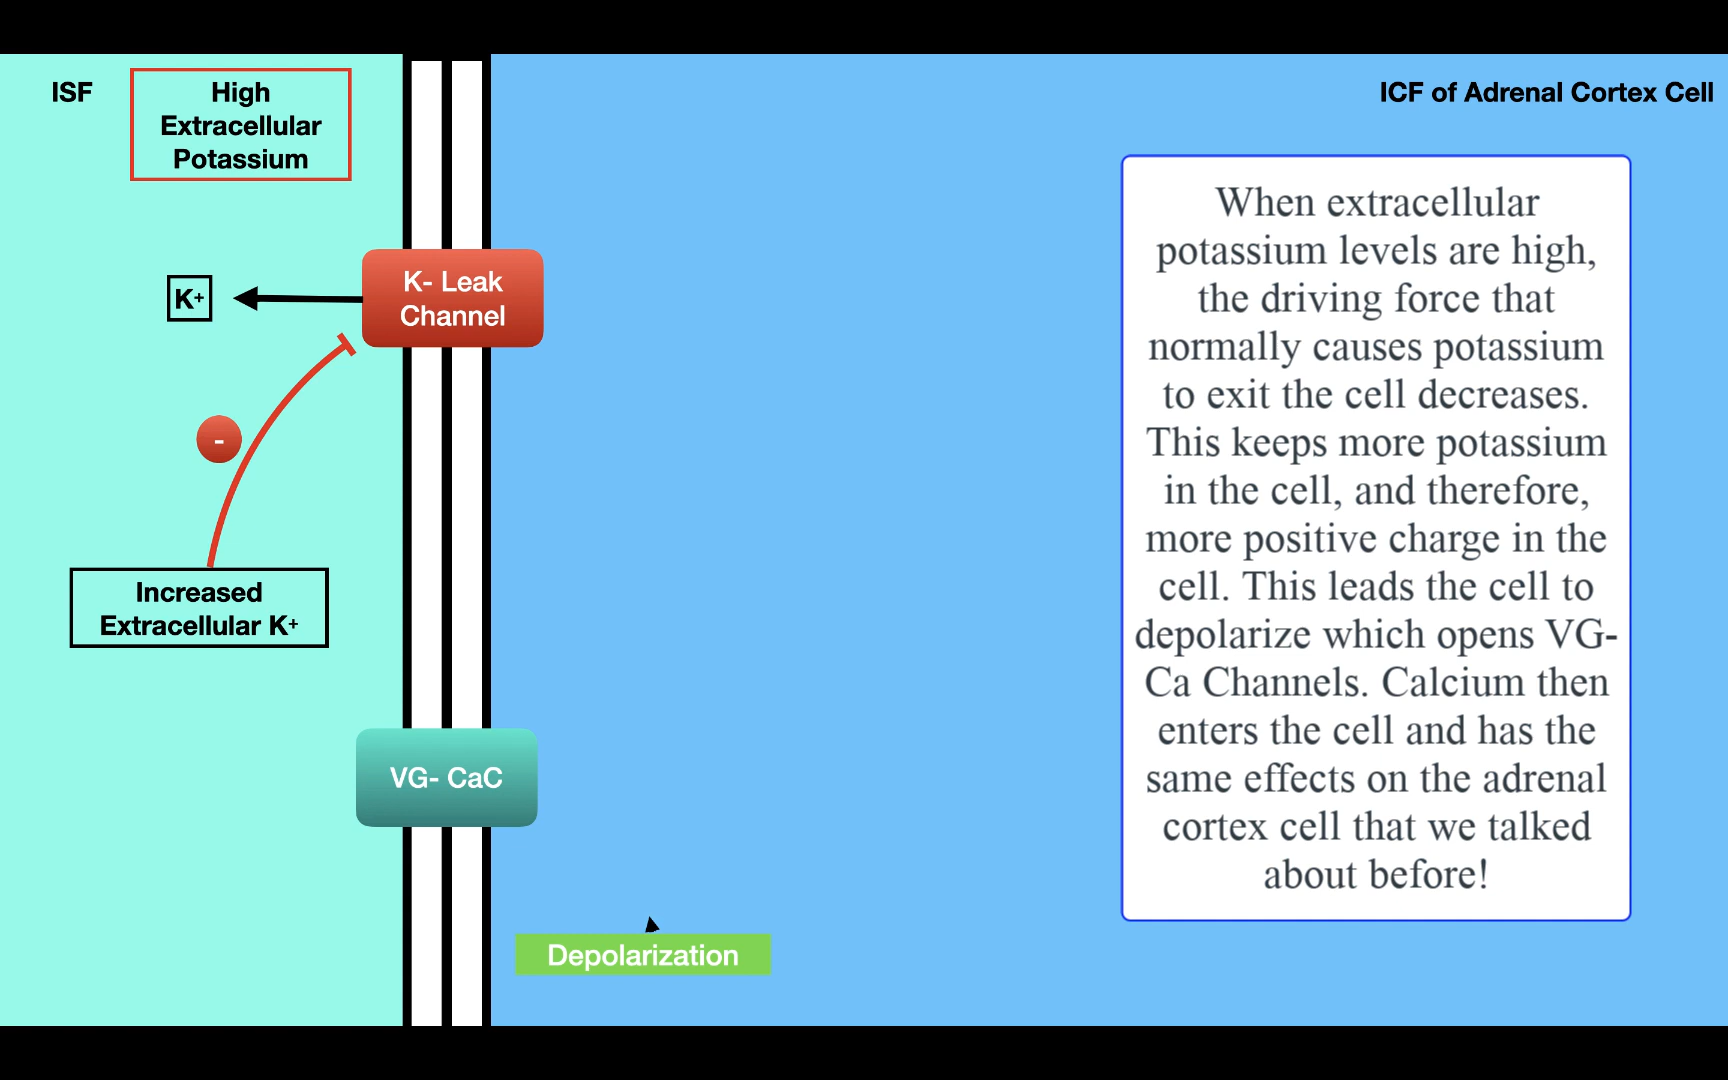 ISF
High
Extracellular
Potassium
ICF of Adrenal Cortex Cell
K- Leak
Channel
K+
-
Increased
Extracellular K+
VG- CaC
Depolarization
When extracellular
potassium levels are high,
the driving force that
normally causes potassium
to exit the cell decreases.
This keeps more potassium
in the cell, and therefore,
more positive charge in the
cell. This leads the cell to
depolarize which opens VG-
Ca Channels. Calcium then
enters the cell and has the
same effects on the adrenal
cortex cell that we talked
about before!